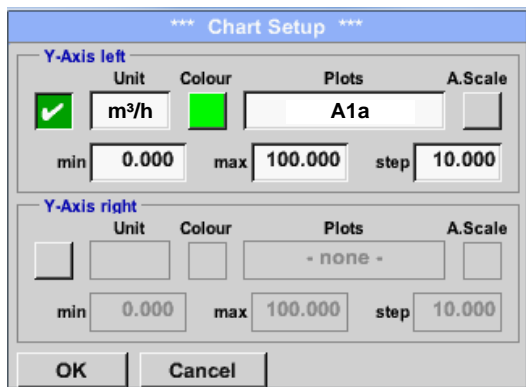 *** Chart Setup ***
Y-Axis left
Unit Colour Plots A.Scale
m³/h A1a
min 0.000 max 100.000 step 10.000
Y-Axis right
Unit Colour Plots A.Scale
- none -
min 0.000 max 100.000 step 10.000
OK Cancel